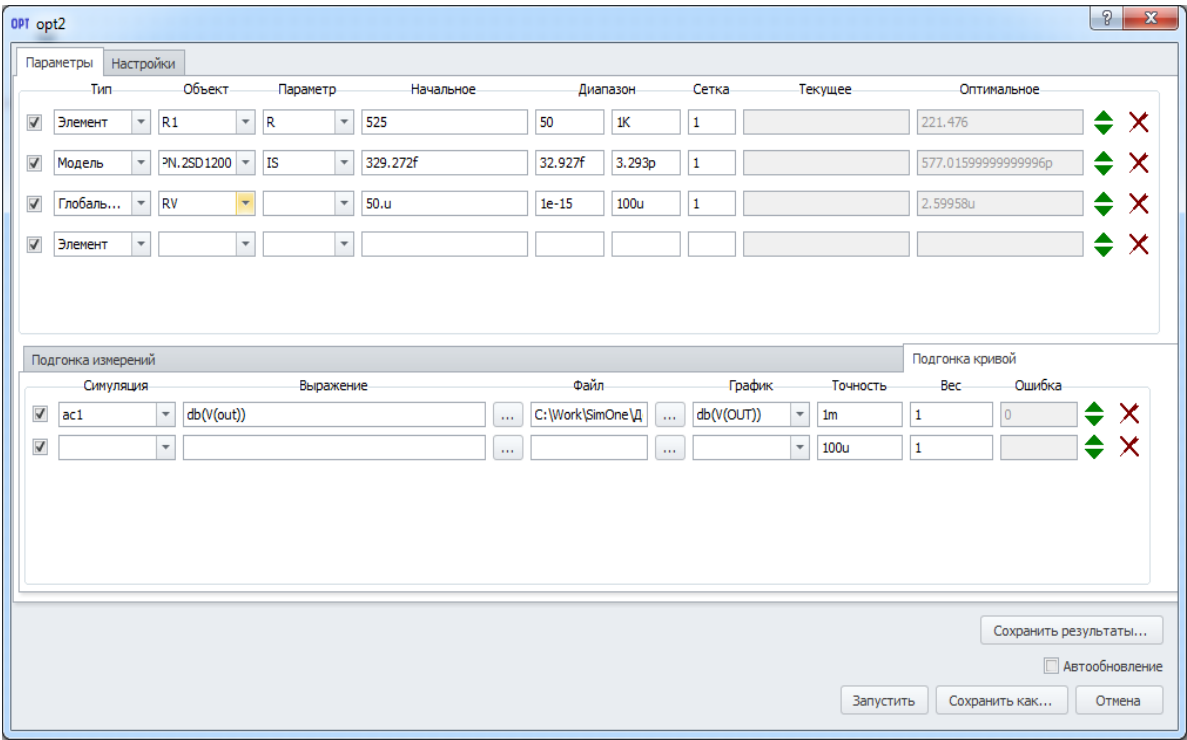 OPT opt2 ?
Параметры Настройки
Тип Объект Параметр Начальное Диапазон Сетка Текущее Оптимальное
Элемент R1 R 525 50 1K 1 221.476
Модель PN.2SD1200 IS 329.272f 32.927f 3.293p 1 577.01599999999996p
Глобаль... RV 50.u 1e-15 100u 1 2.59958u
Элемент
Подгонка измерений Подгонка кривой
Симуляция Выражение Файл График Точность Вес Ошибка
ac1 db(V(out)) ... C:\Work\SimOne\Д ... db(V(OUT)) 1m 1 0
... ... 100u 1
Сохранить результаты...
Автообновление
Запустить Сохранить как... Отмена